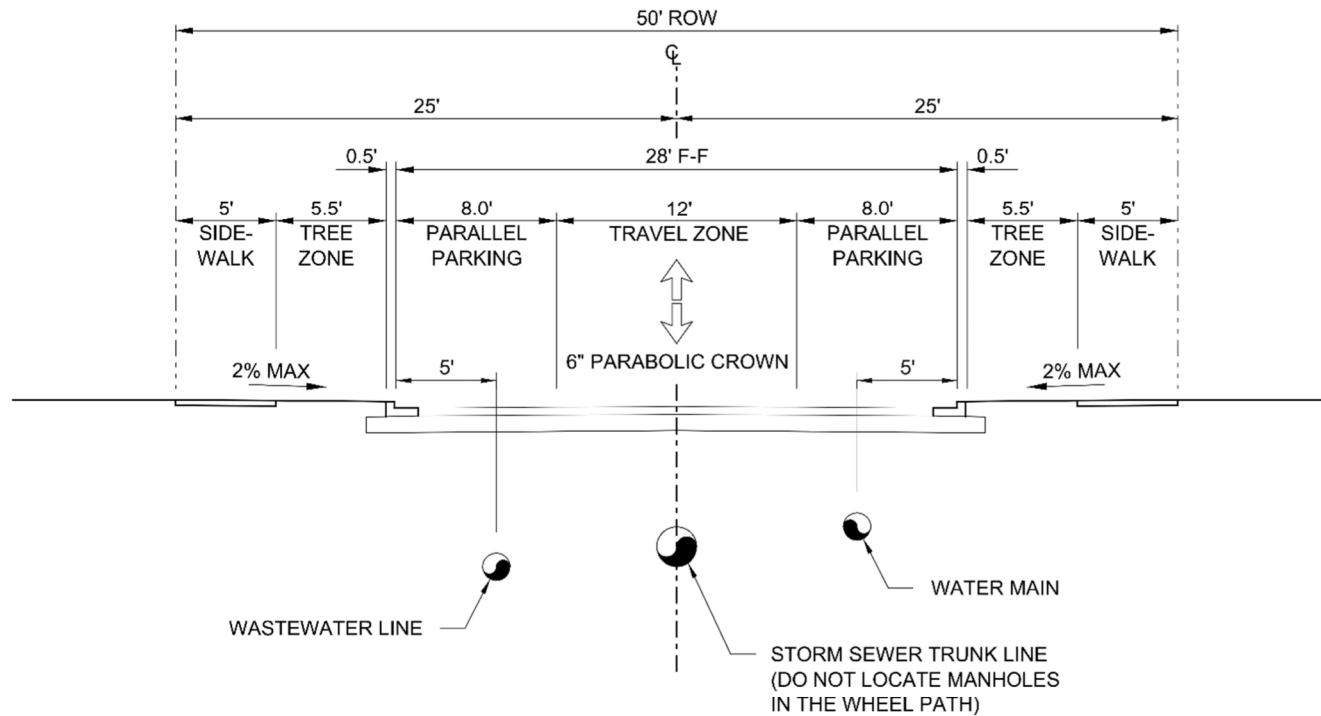 50' ROW
℄
25' 25'
0.5' 28' F-F 0.5'
5' 5.5' 8.0' 12' 8.0' 5.5' 5'
SIDE-
WALK
TREE
ZONE
PARALLEL
PARKING
TRAVEL ZONE
PARALLEL
PARKING
TREE
ZONE
SIDE-
WALK
6" PARABOLIC CROWN
2% MAX 5' 5' 2% MAX
WATER MAIN
WASTEWATER LINE
STORM SEWER TRUNK LINE
(DO NOT LOCATE MANHOLES
IN THE WHEEL PATH)